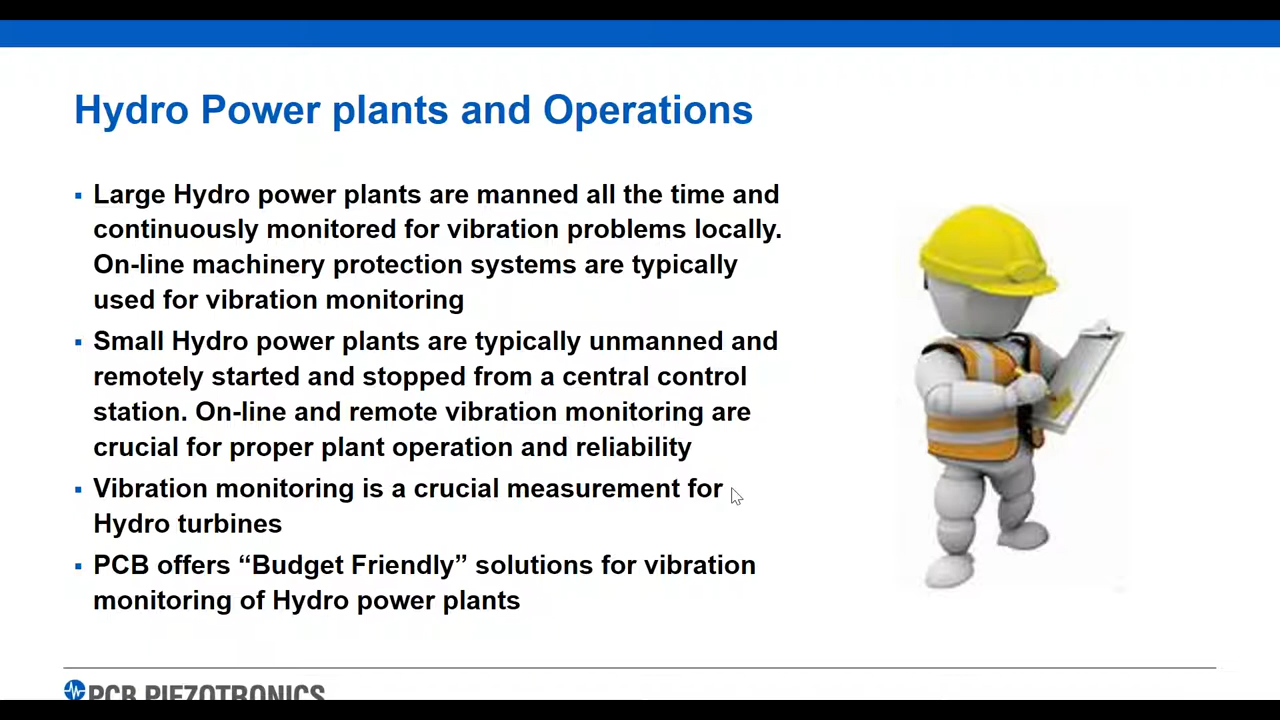 Hydro Power plants and Operations
Large Hydro power plants are manned all the time and
continuously monitored for vibration problems locally.
On-line machinery protection systems are typically
used for vibration monitoring
Small Hydro power plants are typically unmanned and
remotely started and stopped from a central control
station. On-line and remote vibration monitoring are
crucial for proper plant operation and reliability
Vibration monitoring is a crucial measurement for
Hydro turbines
PCB offers “Budget Friendly” solutions for vibration
monitoring of Hydro power plants
PCB PIEZOTRONICS